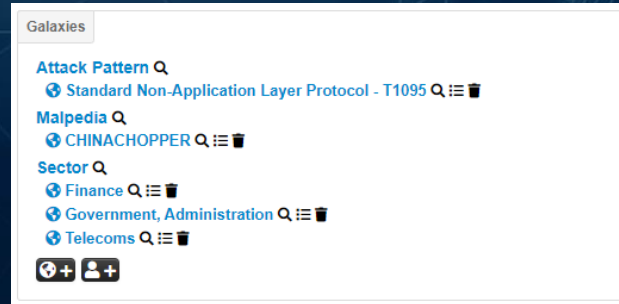 Galaxies
Attack Pattern
Standard Non-Application Layer Protocol - T1095
Malpedia
CHINACHOPPER
Sector
Finance
Government, Administration
Telecoms